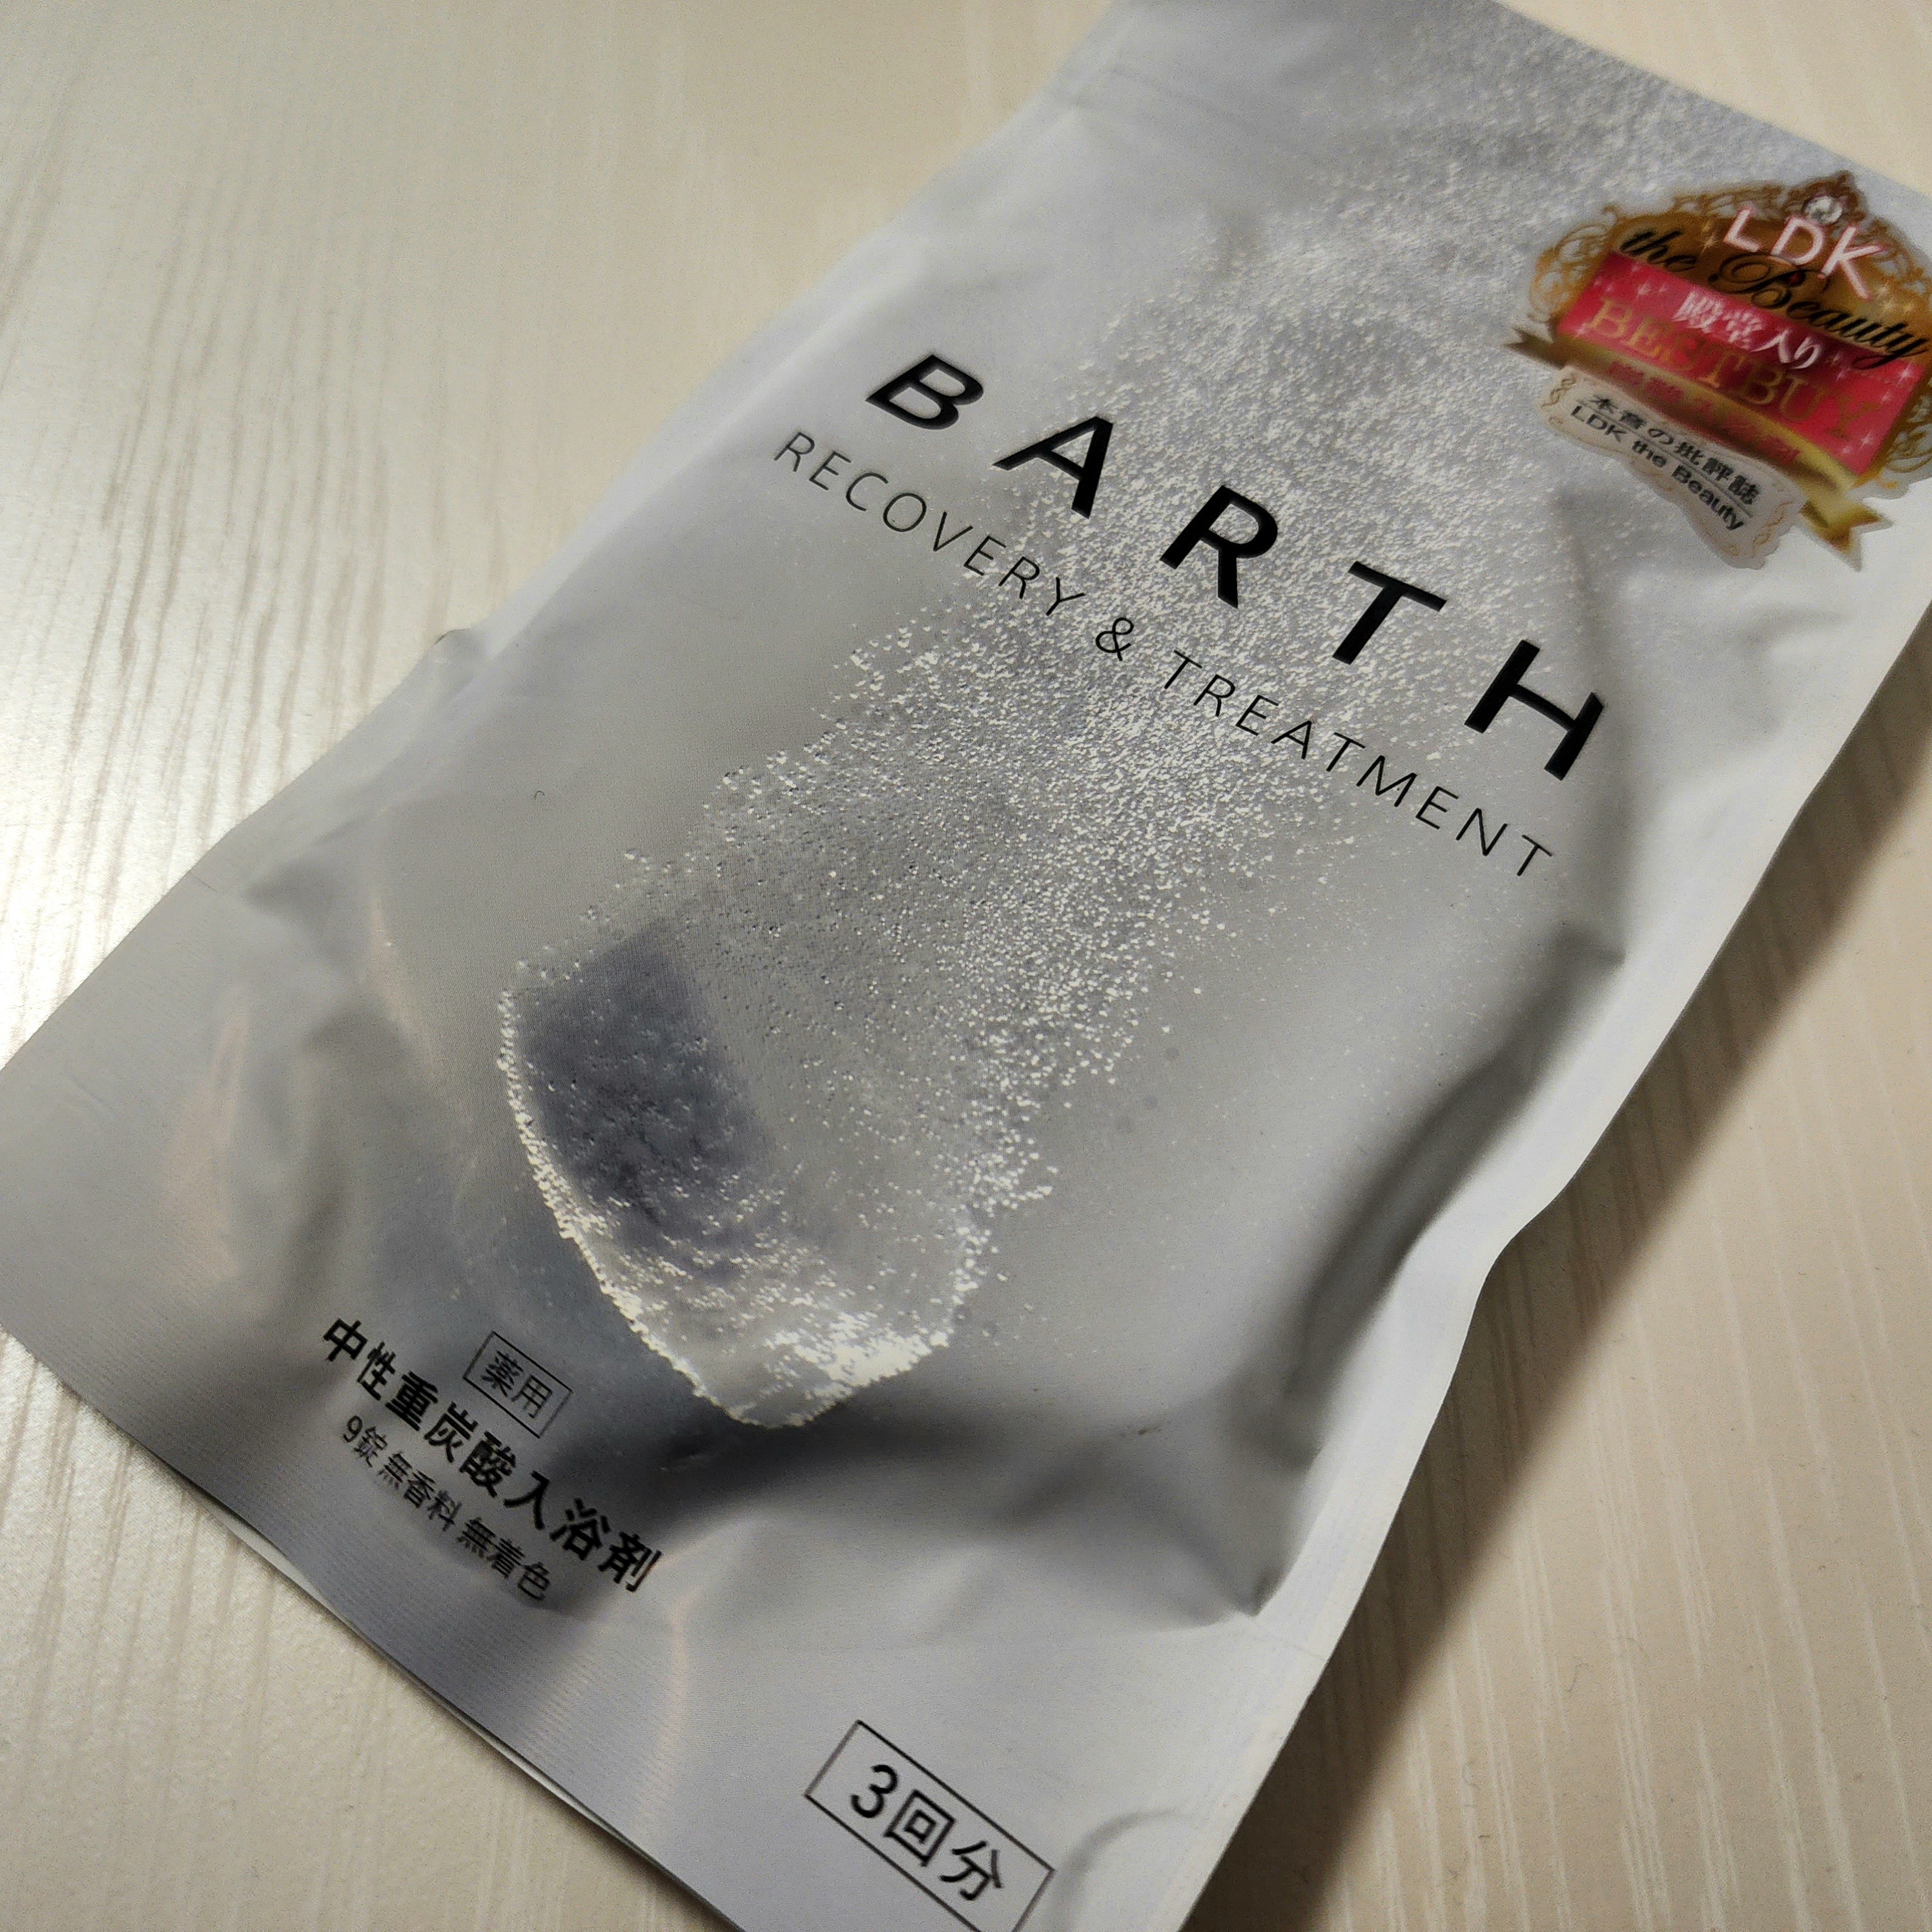 LDK
the Beauty
殿堂入り
BEST BUY
本音の批評誌
LDK the Beauty
BARTH
RECOVERY & TREATMENT
薬用
中性重炭酸入浴剤
9錠 無香料 無着色
3回分